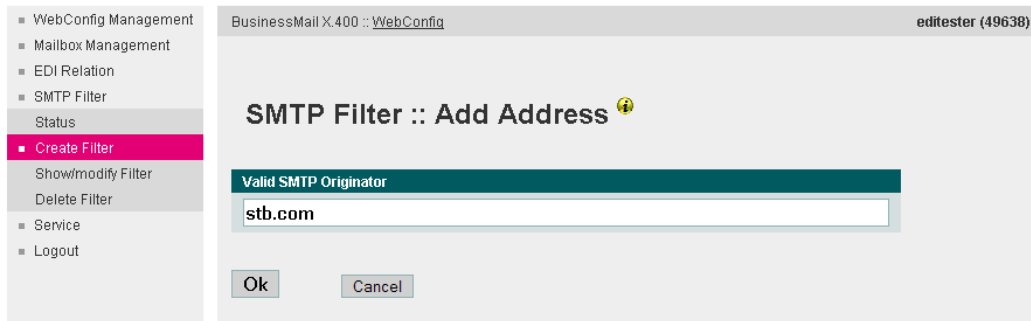 WebConfig Management
Mailbox Management
EDI Relation
SMTP Filter
Status
Create Filter
Show/modify Filter
Delete Filter
Service
Logout
BusinessMail X.400 :: WebConfig
editester (49638)
SMTP Filter :: Add Address
Valid SMTP Originator
stb.com
Ok
Cancel